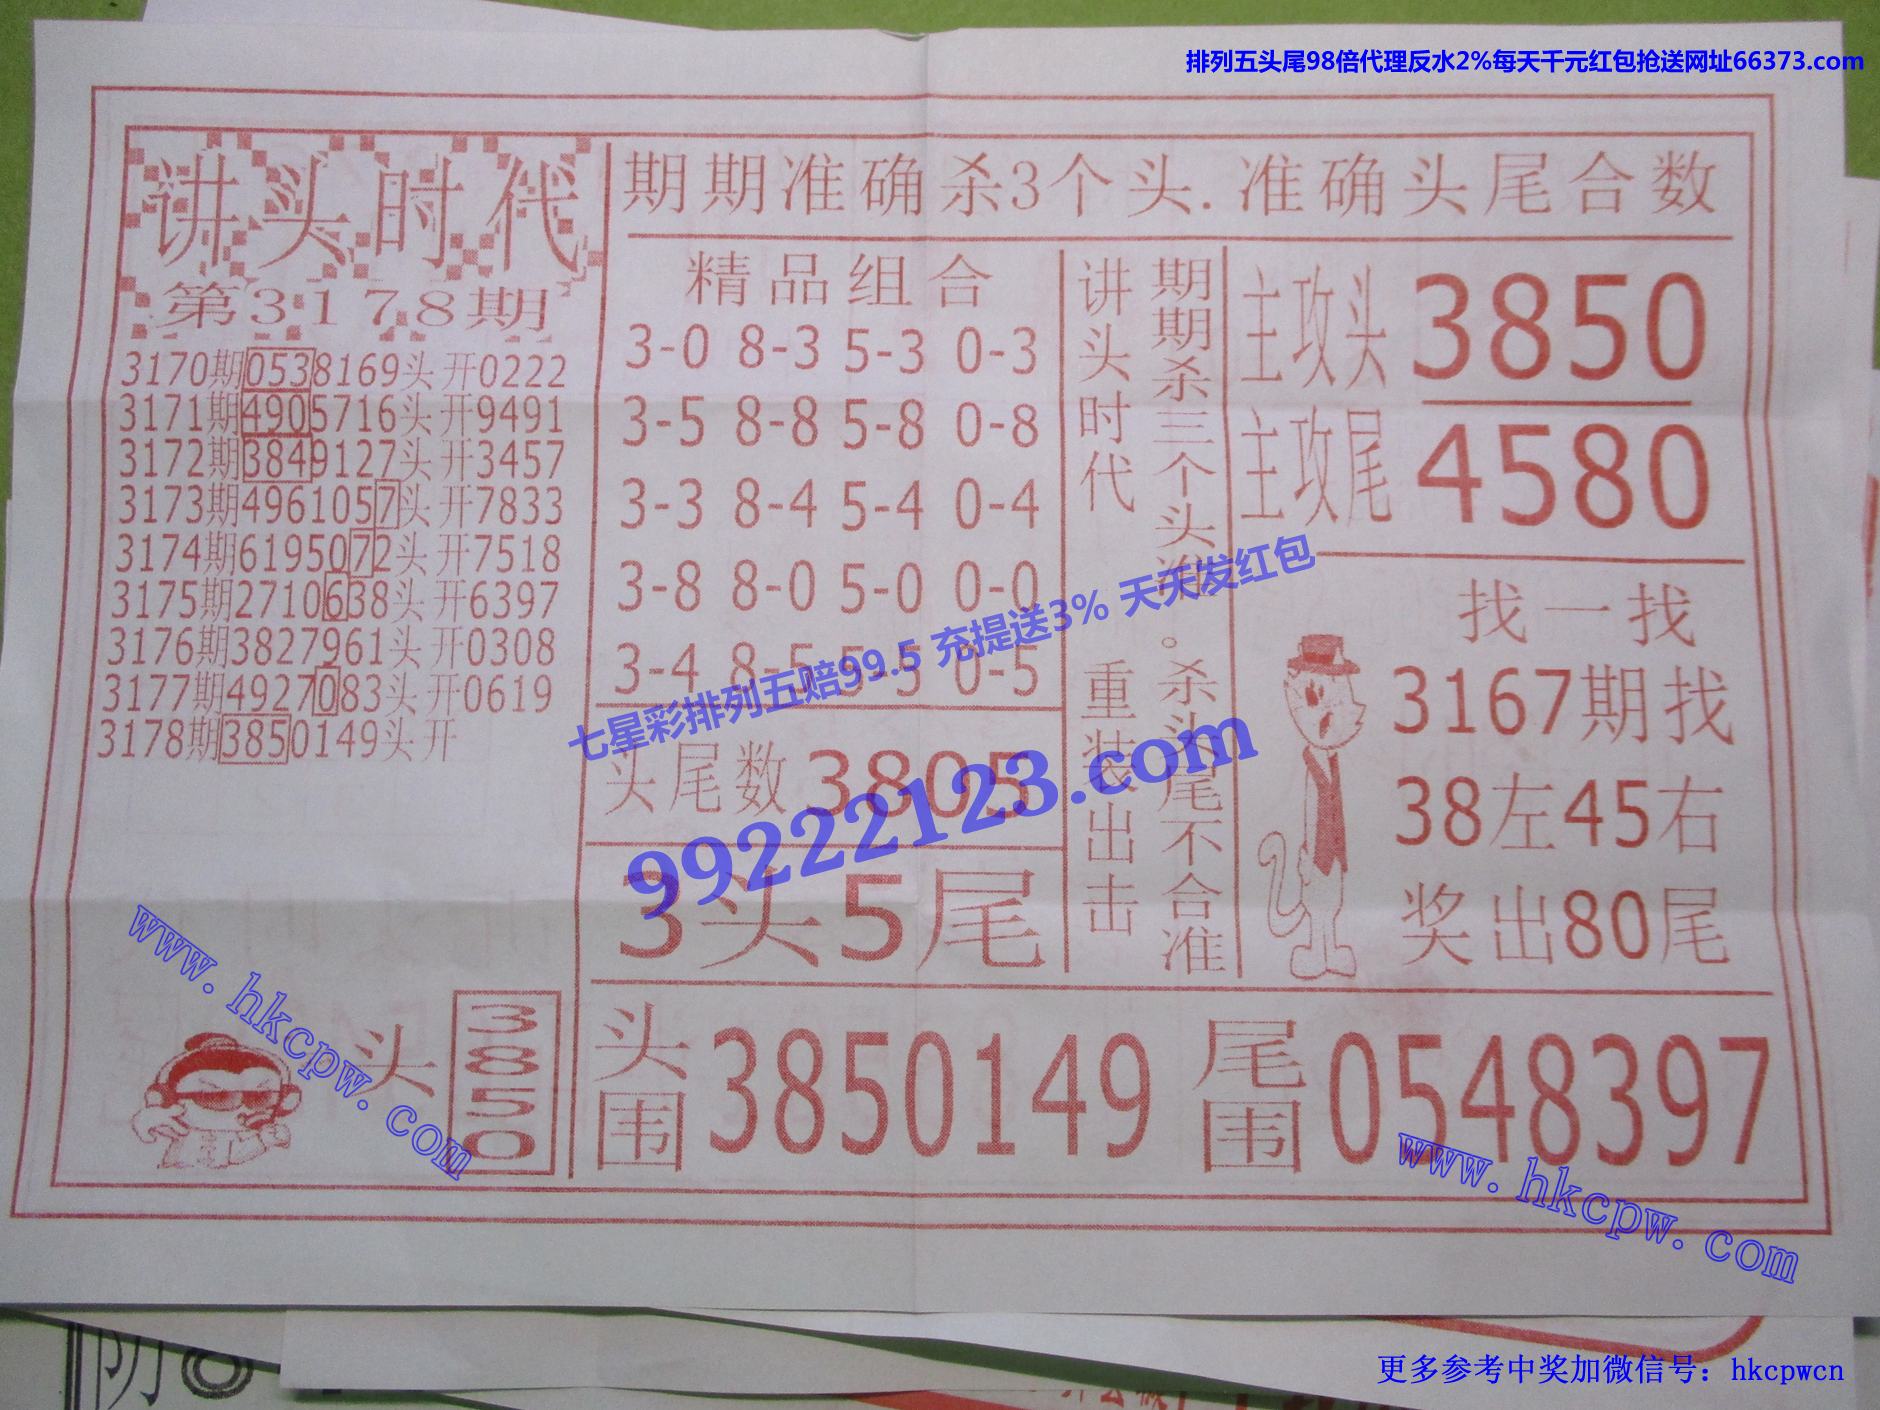 排列五头尾98倍代理反水2%每天千元红包抢送网址66373.com
讲头时代
第3178期
3170期0538169头开0222
3171期4905716头开9491
3172期3849127头开3457
3173期4961057头开7833
3174期6195072头开7518
3175期2710638头开6397
3176期3827961头开0308
3177期4927083头开0619
3178期3850149头开
头
3850
期期准确杀3个头.准确头尾合数
精品组合
3-0 8-3 5-3 0-3
3-5 8-8 5-8 0-8
3-3 8-4 5-4 0-4
3-8 8-0 5-0 0-0
3-4 8-5 5-5 0-5
头尾数3805
3头5尾
讲头时代 重装出击
期期杀三个头准。杀头尾不合准
主攻头 3850
主攻尾 4580
找一找
3167期找
38左45右
奖出80尾
头围 3850149 尾围 0548397
七星彩排列五赔99.5 充提送3% 天天发红包
99222123.com
www.hkcpw.com
www.hkcpw.com
防8
更多参考中奖加微信号：hkcpwcn